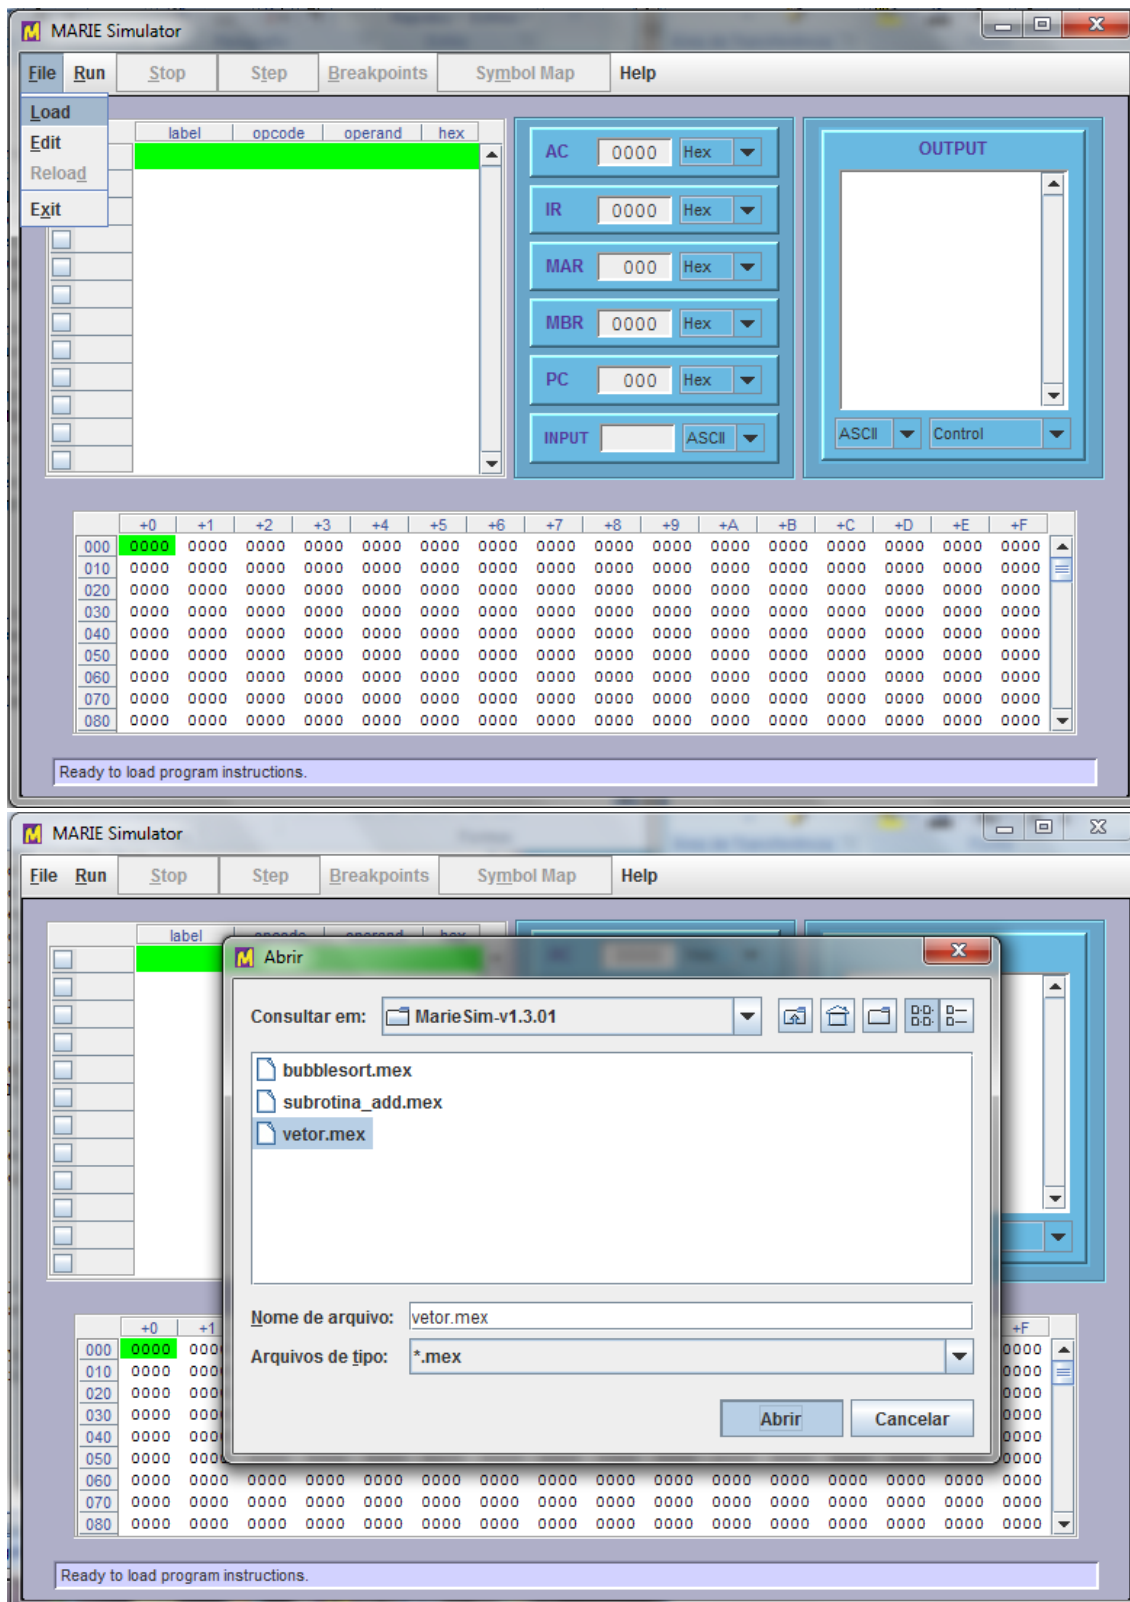 MARIE Simulator
File Run Stop Step Breakpoints Symbol Map Help
Load
Edit
Reload
Exit
label opcode operand hex
AC 0000 Hex
IR 0000 Hex
MAR 000 Hex
MBR 0000 Hex
PC 000 Hex
INPUT ASCII
OUTPUT
ASCII Control
+0 +1 +2 +3 +4 +5 +6 +7 +8 +9 +A +B +C +D +E +F
000 0000 0000 0000 0000 0000 0000 0000 0000 0000 0000 0000 0000 0000 0000 0000 0000
010 0000 0000 0000 0000 0000 0000 0000 0000 0000 0000 0000 0000 0000 0000 0000 0000
020 0000 0000 0000 0000 0000 0000 0000 0000 0000 0000 0000 0000 0000 0000 0000 0000
030 0000 0000 0000 0000 0000 0000 0000 0000 0000 0000 0000 0000 0000 0000 0000 0000
040 0000 0000 0000 0000 0000 0000 0000 0000 0000 0000 0000 0000 0000 0000 0000 0000
050 0000 0000 0000 0000 0000 0000 0000 0000 0000 0000 0000 0000 0000 0000 0000 0000
060 0000 0000 0000 0000 0000 0000 0000 0000 0000 0000 0000 0000 0000 0000 0000 0000
070 0000 0000 0000 0000 0000 0000 0000 0000 0000 0000 0000 0000 0000 0000 0000 0000
080 0000 0000 0000 0000 0000 0000 0000 0000 0000 0000 0000 0000 0000 0000 0000 0000
Ready to load program instructions.
MARIE Simulator
File Run Stop Step Breakpoints Symbol Map Help
label
Abrir
Consultar em: MarieSim-v1.3.01
bubblesort.mex
subrotina_add.mex
vetor.mex
Nome de arquivo: vetor.mex
Arquivos de tipo: *.mex
Abrir Cancelar
+0 +1 +F
000 0000 000 0000
010 0000 000 0000
020 0000 000 0000
030 0000 000 0000
040 0000 000 0000
050 0000 0000
060 0000 0000 0000 0000 0000 0000 0000 0000 0000 0000 0000 0000 0000 0000 0000 0000
070 0000 0000 0000 0000 0000 0000 0000 0000 0000 0000 0000 0000 0000 0000 0000 0000
080 0000 0000 0000 0000 0000 0000 0000 0000 0000 0000 0000 0000 0000 0000 0000 0000
Ready to load program instructions.